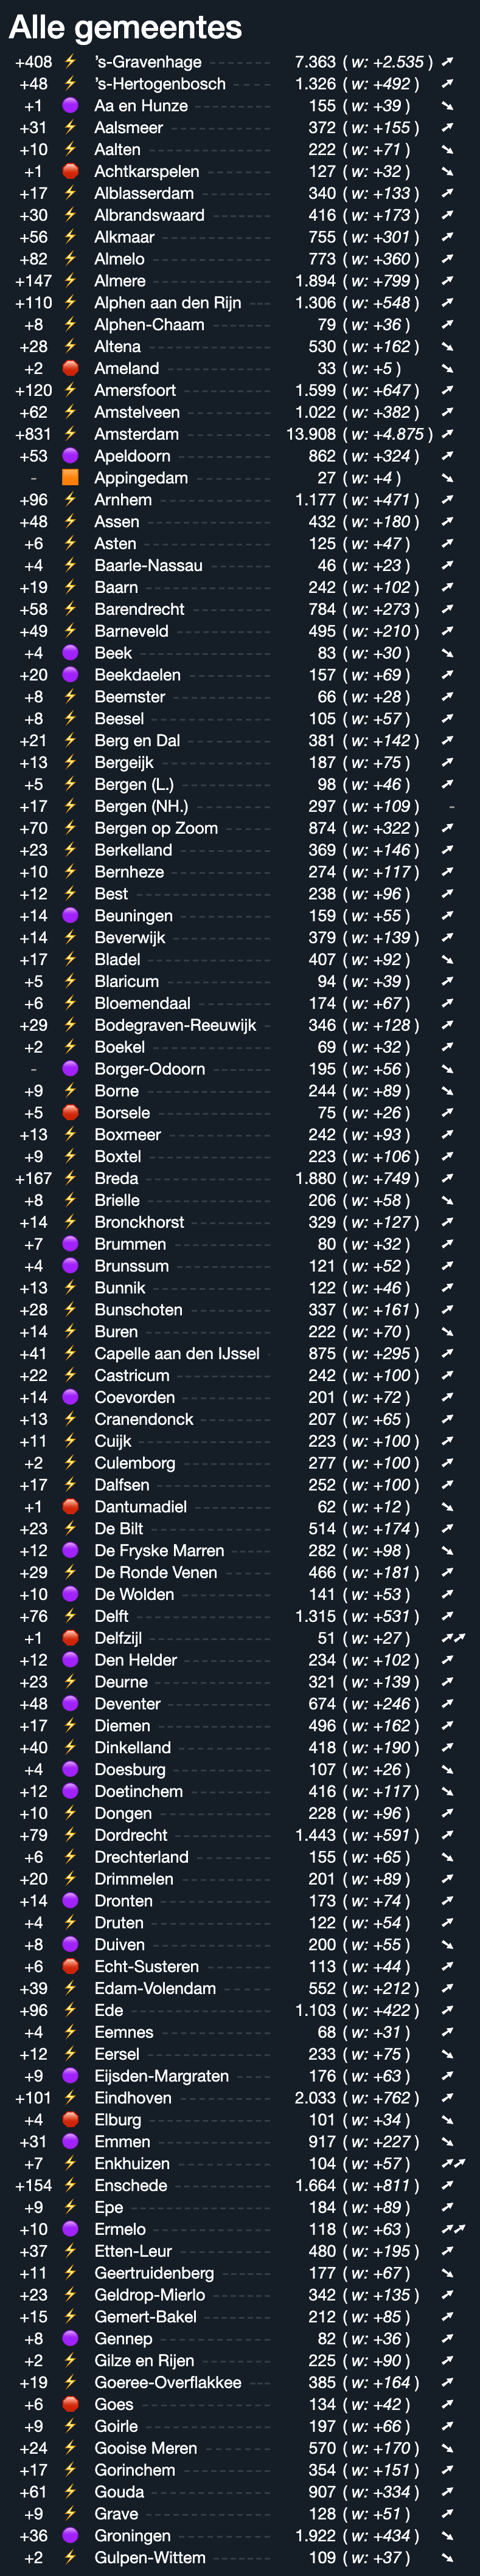 Alle gemeentes
+408 ⚡ ’s-Gravenhage 7.363 ( w: +2.535 )
+48 ⚡ ’s-Hertogenbosch 1.326 ( w: +492 )
+1 Aa en Hunze 155 ( w: +39 )
+31 ⚡ Aalsmeer 372 ( w: +155 )
+10 ⚡ Aalten 222 ( w: +71 )
+1 Achtkarspelen 127 ( w: +32 )
+17 ⚡ Alblasserdam 340 ( w: +133 )
+30 ⚡ Albrandswaard 416 ( w: +173 )
+56 ⚡ Alkmaar 755 ( w: +301 )
+82 ⚡ Almelo 773 ( w: +360 )
+147 ⚡ Almere 1.894 ( w: +799 )
+110 ⚡ Alphen aan den Rijn 1.306 ( w: +548 )
+8 ⚡ Alphen-Chaam 79 ( w: +36 )
+28 ⚡ Altena 530 ( w: +162 )
+2 Ameland 33 ( w: +5 )
+120 ⚡ Amersfoort 1.599 ( w: +647 )
+62 ⚡ Amstelveen 1.022 ( w: +382 )
+831 ⚡ Amsterdam 13.908 ( w: +4.875 )
+53 Apeldoorn 862 ( w: +324 )
- Appingedam 27 ( w: +4 )
+96 ⚡ Arnhem 1.177 ( w: +471 )
+48 ⚡ Assen 432 ( w: +180 )
+6 ⚡ Asten 125 ( w: +47 )
+4 ⚡ Baarle-Nassau 46 ( w: +23 )
+19 ⚡ Baarn 242 ( w: +102 )
+58 ⚡ Barendrecht 784 ( w: +273 )
+49 ⚡ Barneveld 495 ( w: +210 )
+4 Beek 83 ( w: +30 )
+20 Beekdaelen 157 ( w: +69 )
+8 ⚡ Beemster 66 ( w: +28 )
+8 ⚡ Beesel 105 ( w: +57 )
+21 ⚡ Berg en Dal 381 ( w: +142 )
+13 ⚡ Bergeijk 187 ( w: +75 )
+5 ⚡ Bergen (L.) 98 ( w: +46 )
+17 ⚡ Bergen (NH.) 297 ( w: +109 ) -
+70 ⚡ Bergen op Zoom 874 ( w: +322 )
+23 ⚡ Berkelland 369 ( w: +146 )
+10 ⚡ Bernheze 274 ( w: +117 )
+12 ⚡ Best 238 ( w: +96 )
+14 Beuningen 159 ( w: +55 )
+14 ⚡ Beverwijk 379 ( w: +139 )
+17 ⚡ Bladel 407 ( w: +92 )
+5 ⚡ Blaricum 94 ( w: +39 )
+6 ⚡ Bloemendaal 174 ( w: +67 )
+29 ⚡ Bodegraven-Reeuwijk 346 ( w: +128 )
+2 ⚡ Boekel 69 ( w: +32 )
- Borger-Odoorn 195 ( w: +56 )
+9 ⚡ Borne 244 ( w: +89 )
+5 Borsele 75 ( w: +26 )
+13 ⚡ Boxmeer 242 ( w: +93 )
+9 ⚡ Boxtel 223 ( w: +106 )
+167 ⚡ Breda 1.880 ( w: +749 )
+8 ⚡ Brielle 206 ( w: +58 )
+14 ⚡ Bronckhorst 329 ( w: +127 )
+7 Brummen 80 ( w: +32 )
+4 Brunssum 121 ( w: +52 )
+13 ⚡ Bunnik 122 ( w: +46 )
+28 ⚡ Bunschoten 337 ( w: +161 )
+14 ⚡ Buren 222 ( w: +70 )
+41 ⚡ Capelle aan den IJssel 875 ( w: +295 )
+22 ⚡ Castricum 242 ( w: +100 )
+14 Coevorden 201 ( w: +72 )
+13 ⚡ Cranendonck 207 ( w: +65 )
+11 ⚡ Cuijk 223 ( w: +100 )
+2 ⚡ Culemborg 277 ( w: +100 )
+17 ⚡ Dalfsen 252 ( w: +100 )
+1 Dantumadiel 62 ( w: +12 )
+23 ⚡ De Bilt 514 ( w: +174 )
+12 De Fryske Marren 282 ( w: +98 )
+29 ⚡ De Ronde Venen 466 ( w: +181 )
+10 De Wolden 141 ( w: +53 )
+76 ⚡ Delft 1.315 ( w: +531 )
+1 Delfzijl 51 ( w: +27 )
+12 Den Helder 234 ( w: +102 )
+23 ⚡ Deurne 321 ( w: +139 )
+48 Deventer 674 ( w: +246 )
+17 ⚡ Diemen 496 ( w: +162 )
+40 ⚡ Dinkelland 418 ( w: +190 )
+4 Doesburg 107 ( w: +26 )
+12 Doetinchem 416 ( w: +117 )
+10 ⚡ Dongen 228 ( w: +96 )
+79 ⚡ Dordrecht 1.443 ( w: +591 )
+6 ⚡ Drechterland 155 ( w: +65 )
+20 ⚡ Drimmelen 201 ( w: +89 )
+14 Dronten 173 ( w: +74 )
+4 ⚡ Druten 122 ( w: +54 )
+8 Duiven 200 ( w: +55 )
+6 Echt-Susteren 113 ( w: +44 )
+39 ⚡ Edam-Volendam 552 ( w: +212 )
+96 ⚡ Ede 1.103 ( w: +422 )
+4 ⚡ Eemnes 68 ( w: +31 )
+12 ⚡ Eersel 233 ( w: +75 )
+9 Eijsden-Margraten 176 ( w: +63 )
+101 ⚡ Eindhoven 2.033 ( w: +762 )
+4 Elburg 101 ( w: +34 )
+31 Emmen 917 ( w: +227 )
+7 ⚡ Enkhuizen 104 ( w: +57 )
+154 ⚡ Enschede 1.664 ( w: +811 )
+9 ⚡ Epe 184 ( w: +89 )
+10 Ermelo 118 ( w: +63 )
+37 ⚡ Etten-Leur 480 ( w: +195 )
+11 ⚡ Geertruidenberg 177 ( w: +67 )
+23 ⚡ Geldrop-Mierlo 342 ( w: +135 )
+15 ⚡ Gemert-Bakel 212 ( w: +85 )
+8 Gennep 82 ( w: +36 )
+2 ⚡ Gilze en Rijen 225 ( w: +90 )
+19 ⚡ Goeree-Overflakkee 385 ( w: +164 )
+6 Goes 134 ( w: +42 )
+9 ⚡ Goirle 197 ( w: +66 )
+24 ⚡ Gooise Meren 570 ( w: +170 )
+17 ⚡ Gorinchem 354 ( w: +151 )
+61 ⚡ Gouda 907 ( w: +334 )
+9 ⚡ Grave 128 ( w: +51 )
+36 Groningen 1.922 ( w: +434 )
+2 ⚡ Gulpen-Wittem 109 ( w: +37 )